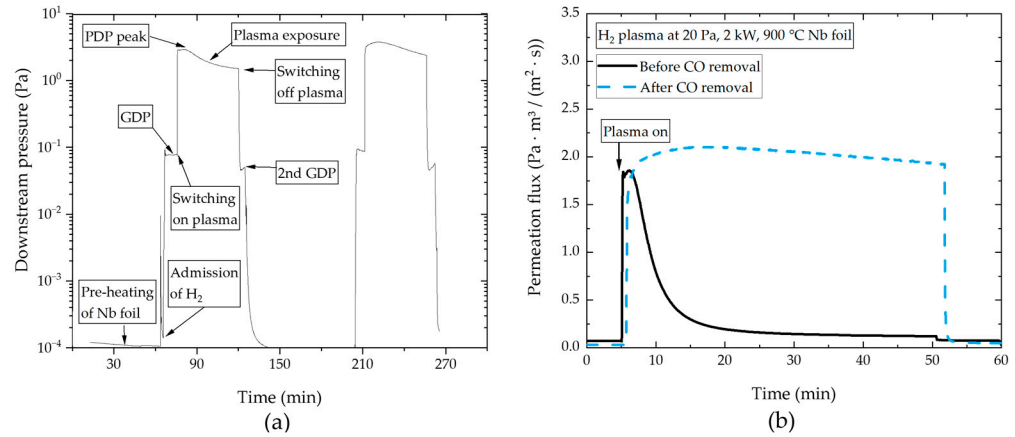 10¹
10⁰
10⁻¹
10⁻²
10⁻³
10⁻⁴
Downstream pressure (Pa)
PDP peak
Plasma exposure
Switching
off plasma
GDP
2nd GDP
Switching
on plasma
Admission
of H₂
Pre-heating
of Nb foil
30 90 150 210 270
Time (min)
(a)
3.5
3.0
2.5
2.0
1.5
1.0
0.5
0.0
Permeation flux (Pa · m³ / (m² · s))
H₂ plasma at 20 Pa, 2 kW, 900 °C Nb foil
Before CO removal
After CO removal
Plasma on
0 10 20 30 40 50 60
Time (min)
(b)